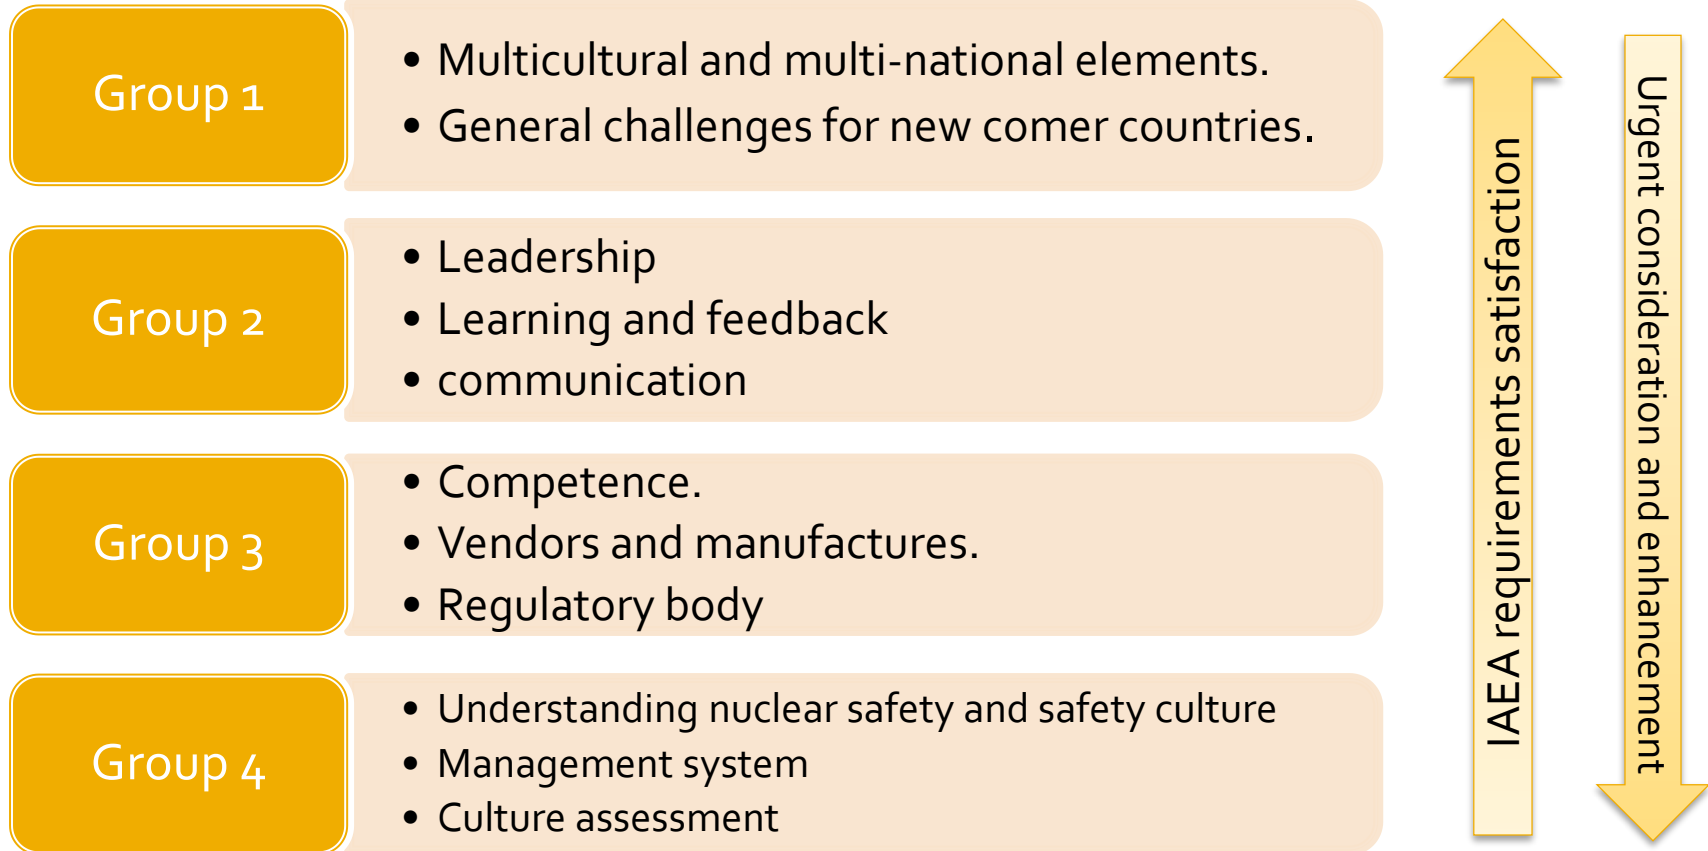 Group 1
• Multicultural and multi-national elements.
• General challenges for new comer countries.
Group 2
• Leadership
• Learning and feedback
• communication
Group 3
• Competence.
• Vendors and manufactures.
• Regulatory body
Group 4
• Understanding nuclear safety and safety culture
• Management system
• Culture assessment
IAEA requirements satisfaction
Urgent consideration and enhancement